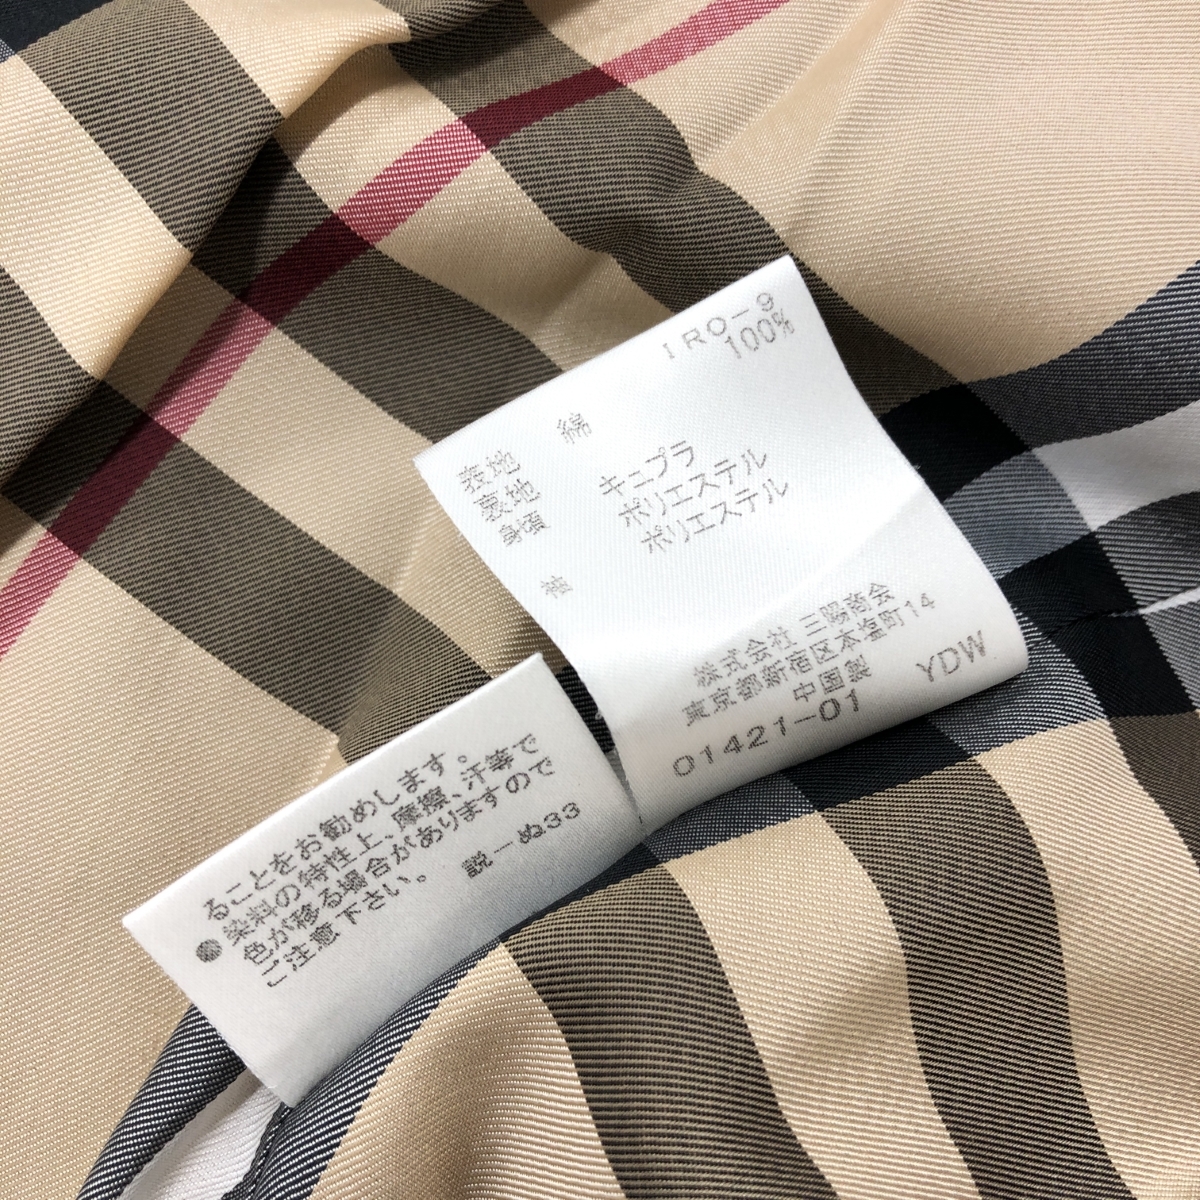 IRO-9
表地 綿 100%
裏地
身頃 キュプラ
ポリエステル
袖 ポリエステル
株式会社 三陽商会
東京都新宿区本塩町14
中国製
01421-01 YDW
ることをお勧めします。
●染料の特性上、摩擦、汗等で
色が移る場合がありますので
ご注意下さい。 説ーぬ33